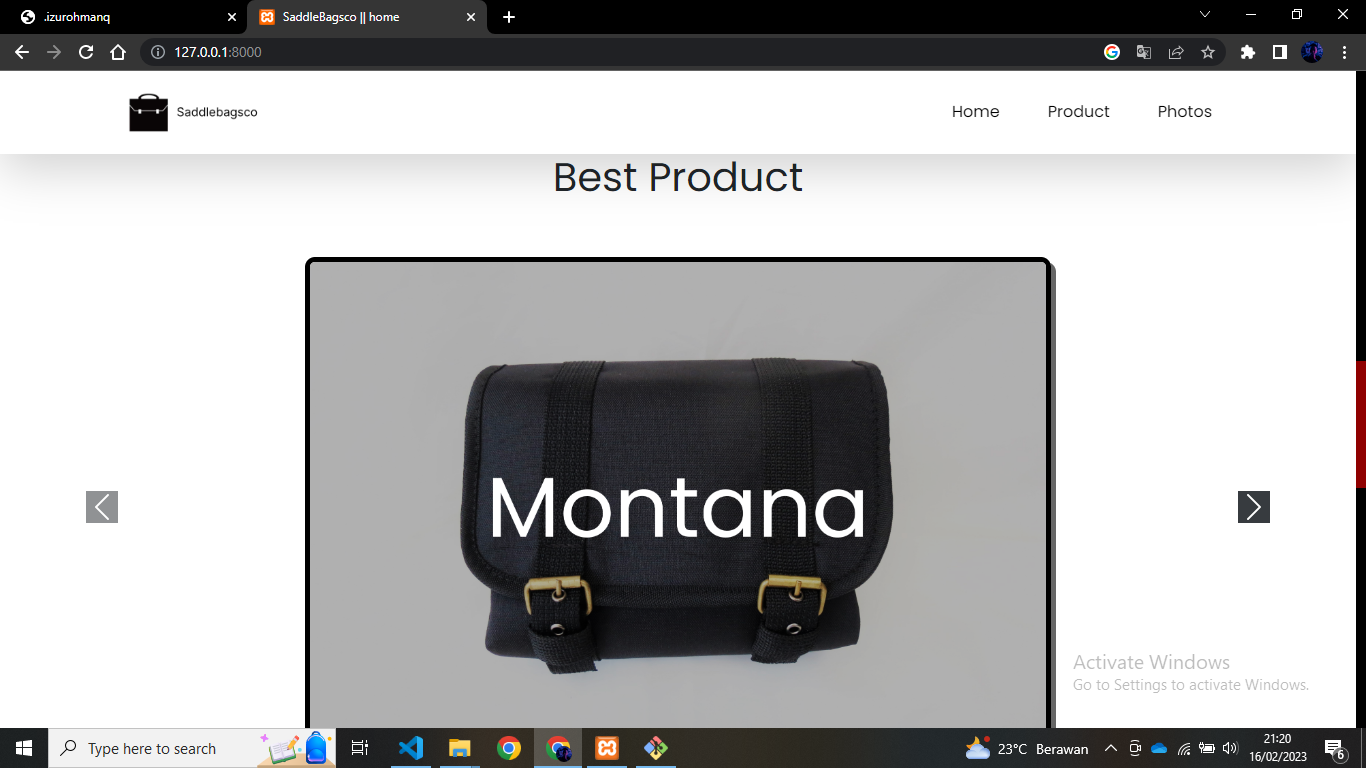 .izurohmanq
SaddleBagsco || home
127.0.0.1:8000
Saddlebagsco
Home
Product
Photos
Best Product
Montana
Activate Windows
Go to Settings to activate Windows.
Type here to search
23°C Berawan
21:20
16/02/2023
6